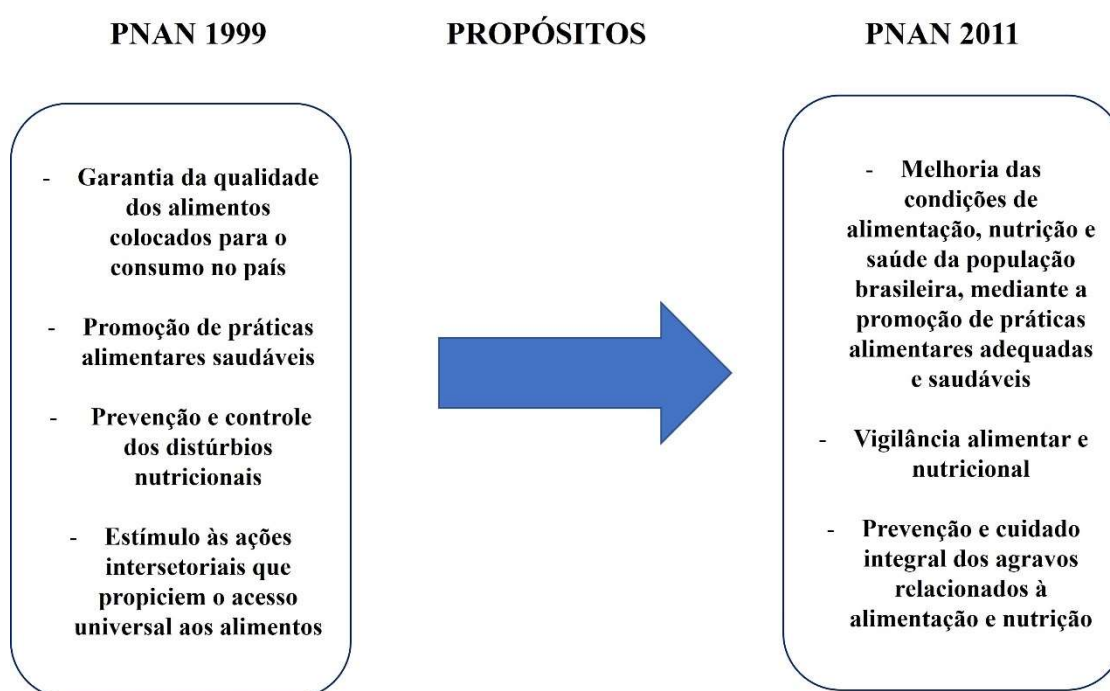 PNAN 1999
PROPÓSITOS
PNAN 2011
- Garantia da qualidade
dos alimentos
colocados para o
consumo no país
- Promoção de práticas
alimentares saudáveis
- Prevenção e controle
dos distúrbios
nutricionais
- Estímulo às ações
intersetoriais que
propiciem o acesso
universal aos alimentos
- Melhoria das
condições de
alimentação, nutrição e
saúde da população
brasileira, mediante a
promoção de práticas
alimentares adequadas
e saudáveis
- Vigilância alimentar e
nutricional
- Prevenção e cuidado
integral dos agravos
relacionados à
alimentação e nutrição